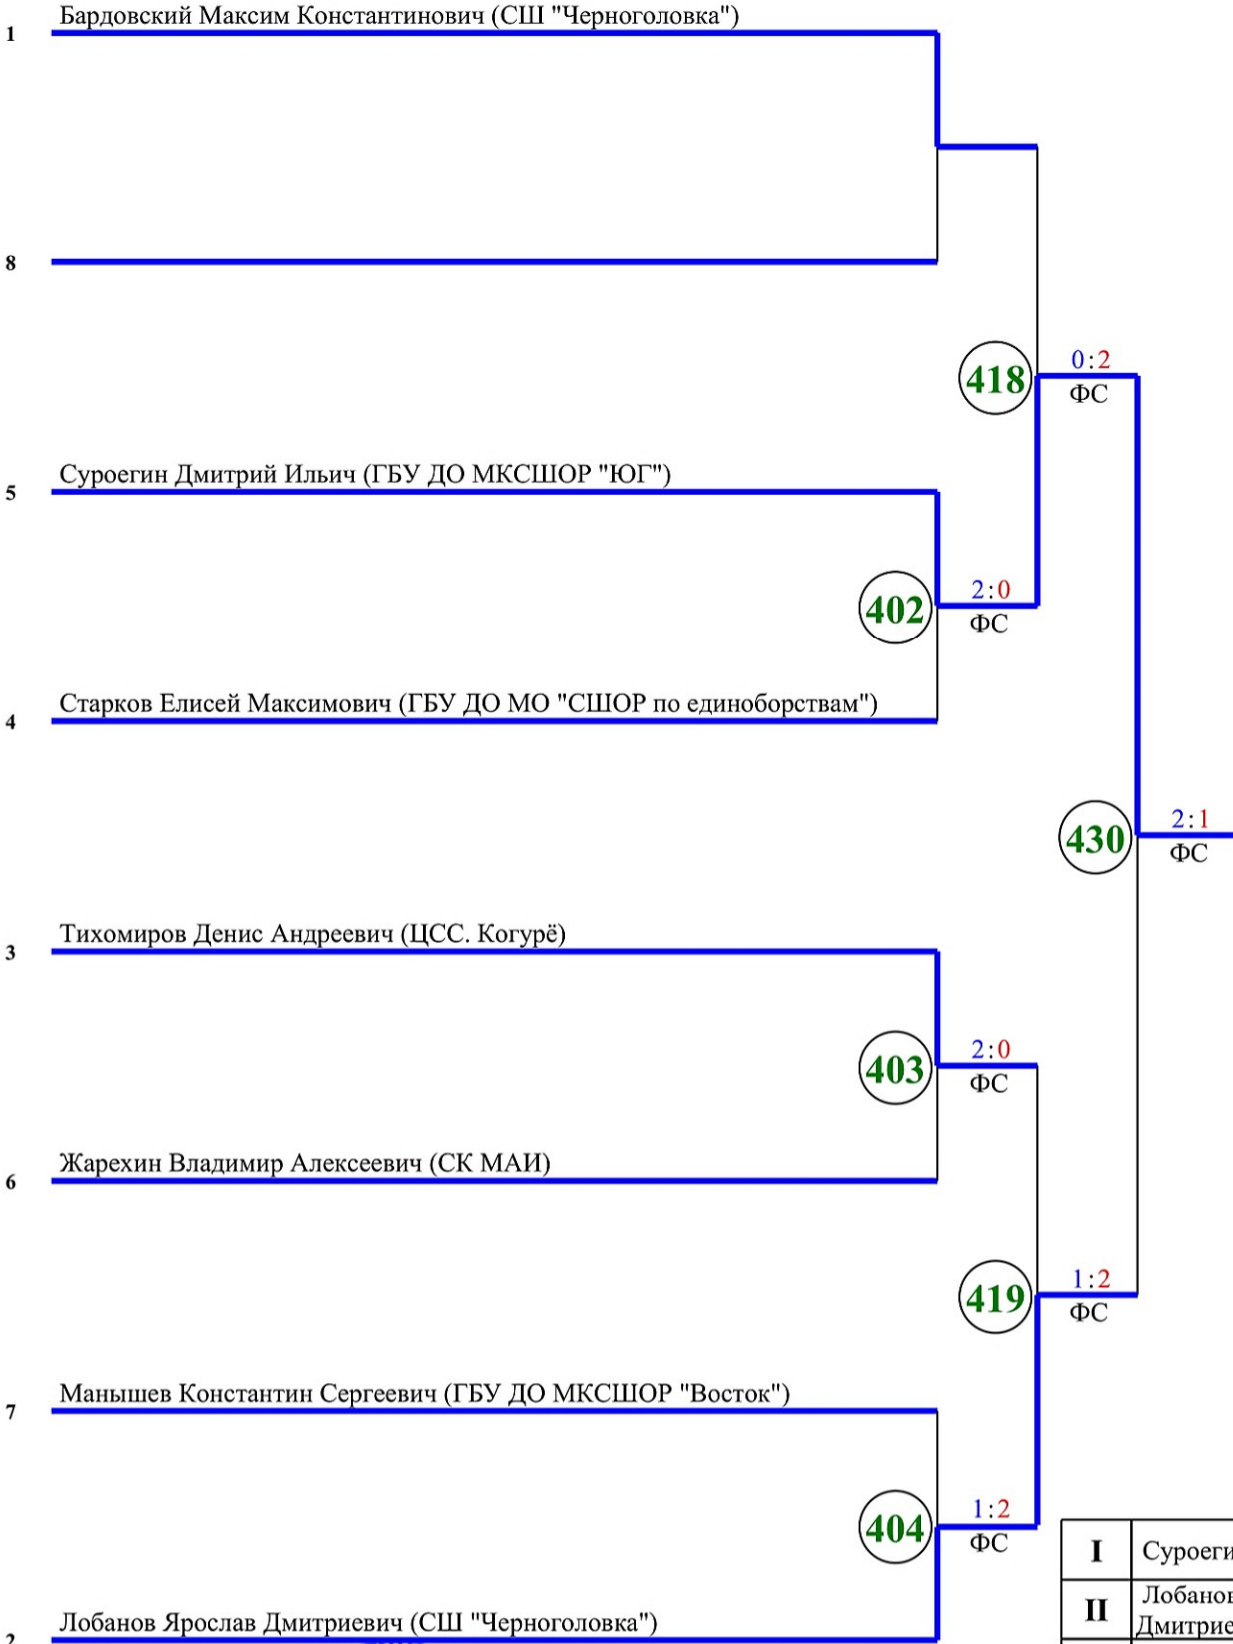 Бардовский Максим Константинович (СШ "Черноголовка")
1
8
418
0:2
ФС
Суроегин Дмитрий Ильич (ГБУ ДО МКСШОР "ЮГ")
5
402
2:0
ФС
Старков Елисей Максимович (ГБУ ДО МО "СШОР по единоборствам")
4
430
2:1
ФС
Тихомиров Денис Андреевич (ЦСС. Когурё)
3
403
2:0
ФС
Жарехин Владимир Алексеевич (СК МАИ)
6
419
1:2
ФС
Манышев Константин Сергеевич (ГБУ ДО МКСШОР "Восток")
7
404
1:2
ФС
I Суроеги
II Лобанов
Дмитрие
Лобанов Ярослав Дмитриевич (СШ "Черноголовка")
2